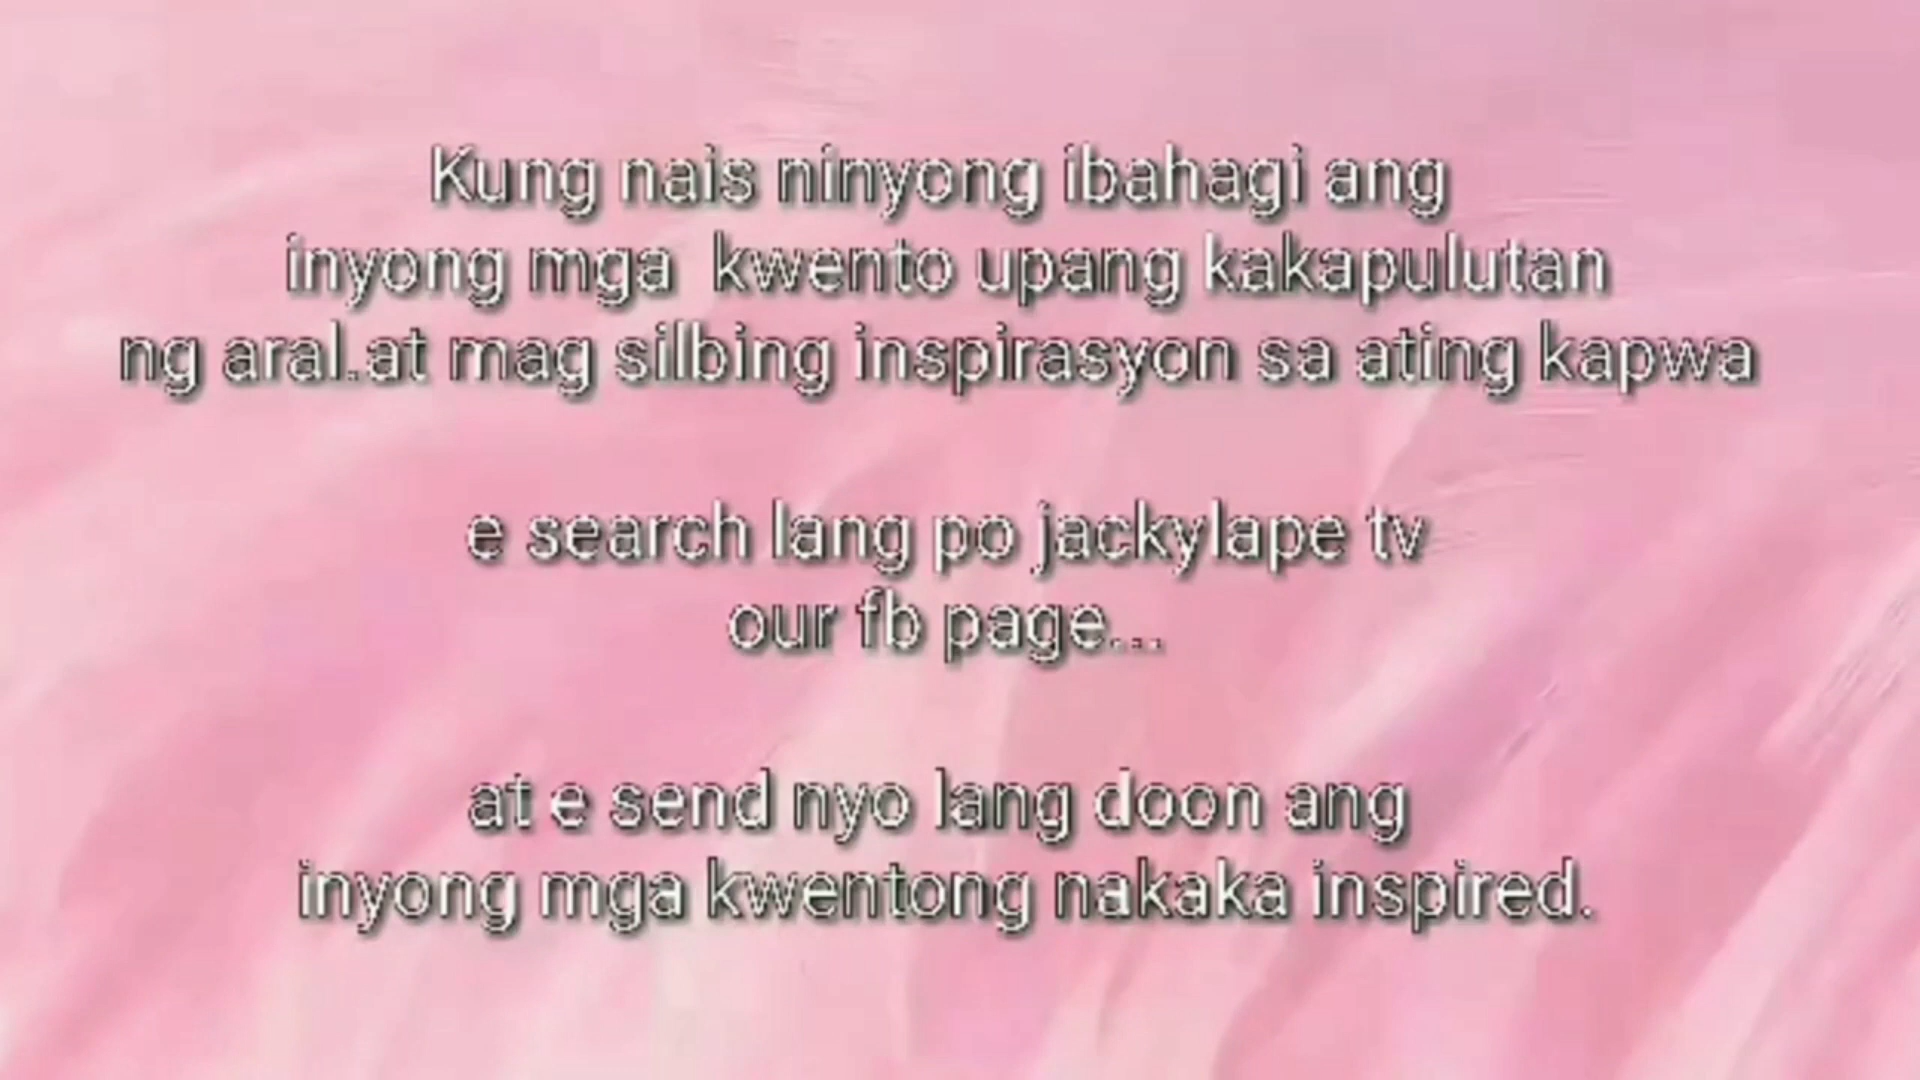 Kung nais ninyong ibahagi ang
inyong mga kwento upang kakapulutan
ng aral.at mag silbing inspirasyon sa ating kapwa
e search lang po jackylape tv
our fb page...
at e send nyo lang doon ang
inyong mga kwentong nakaka inspired.